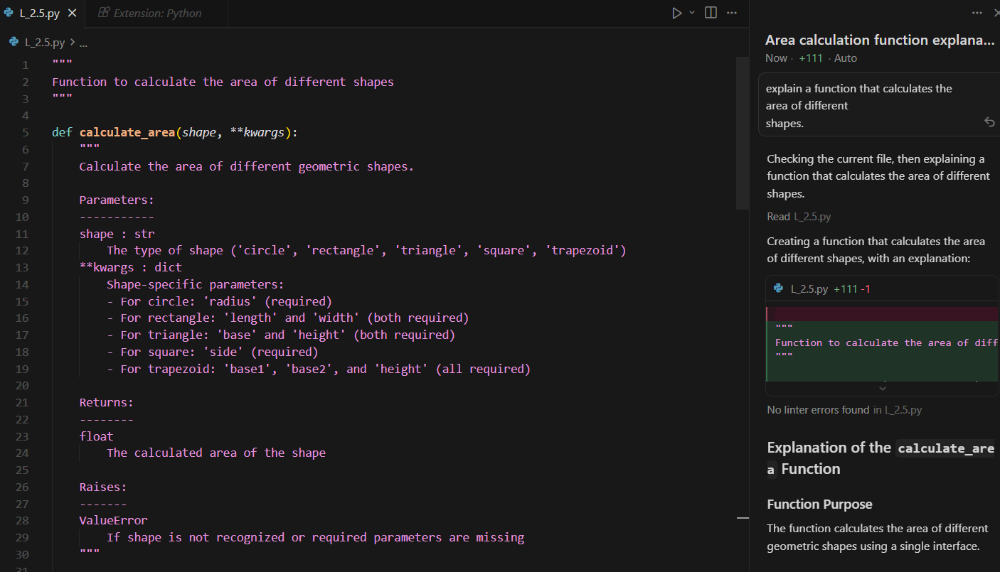 L_2.5.py
Extension: Python
L_2.5.py > ...
1 """
2 Function to calculate the area of different shapes
3 """
4
5 def calculate_area(shape, **kwargs):
6     """
7     Calculate the area of different geometric shapes.
8
9     Parameters:
10     -----------
11     shape : str
12         The type of shape ('circle', 'rectangle', 'triangle', 'square', 'trapezoid')
13     **kwargs : dict
14         Shape-specific parameters:
15         - For circle: 'radius' (required)
16         - For rectangle: 'length' and 'width' (both required)
17         - For triangle: 'base' and 'height' (both required)
18         - For square: 'side' (required)
19         - For trapezoid: 'base1', 'base2', and 'height' (all required)
20
21     Returns:
22     --------
23     float
24         The calculated area of the shape
25
26     Raises:
27     -------
28     ValueError
29         If shape is not recognized or required parameters are missing
30     """
31
Area calculation function explana...
Now · +111 · Auto
explain a function that calculates the
area of different
shapes.
Checking the current file, then explaining a
function that calculates the area of different
shapes.
Read L_2.5.py
Creating a function that calculates the area
of different shapes, with an explanation:
L_2.5.py +111 -1
"""
Function to calculate the area of diff
"""
No linter errors found in L_2.5.py
Explanation of the calculate_are
a Function
Function Purpose
The function calculates the area of different
geometric shapes using a single interface.